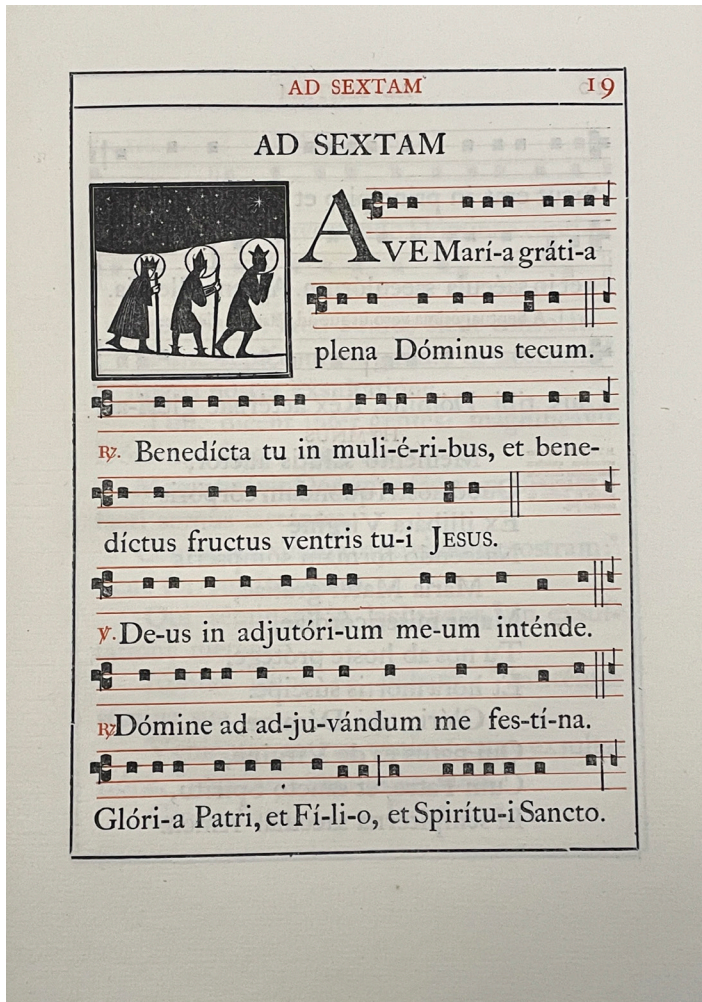 AD SEXTAM 19
AD SEXTAM
AVE Marí-a gráti-a
plena Dóminus tecum.
℟. Benedícta tu in muli-é-ri-bus, et bene-
díctus fructus ventris tu-i JESUS.
℣. De-us in adjutóri-um me-um inténde.
℟ Dómine ad ad-ju-vándum me fes-tí-na.
Glóri-a Patri, et Fí-li-o, et Spirítu-i Sancto.